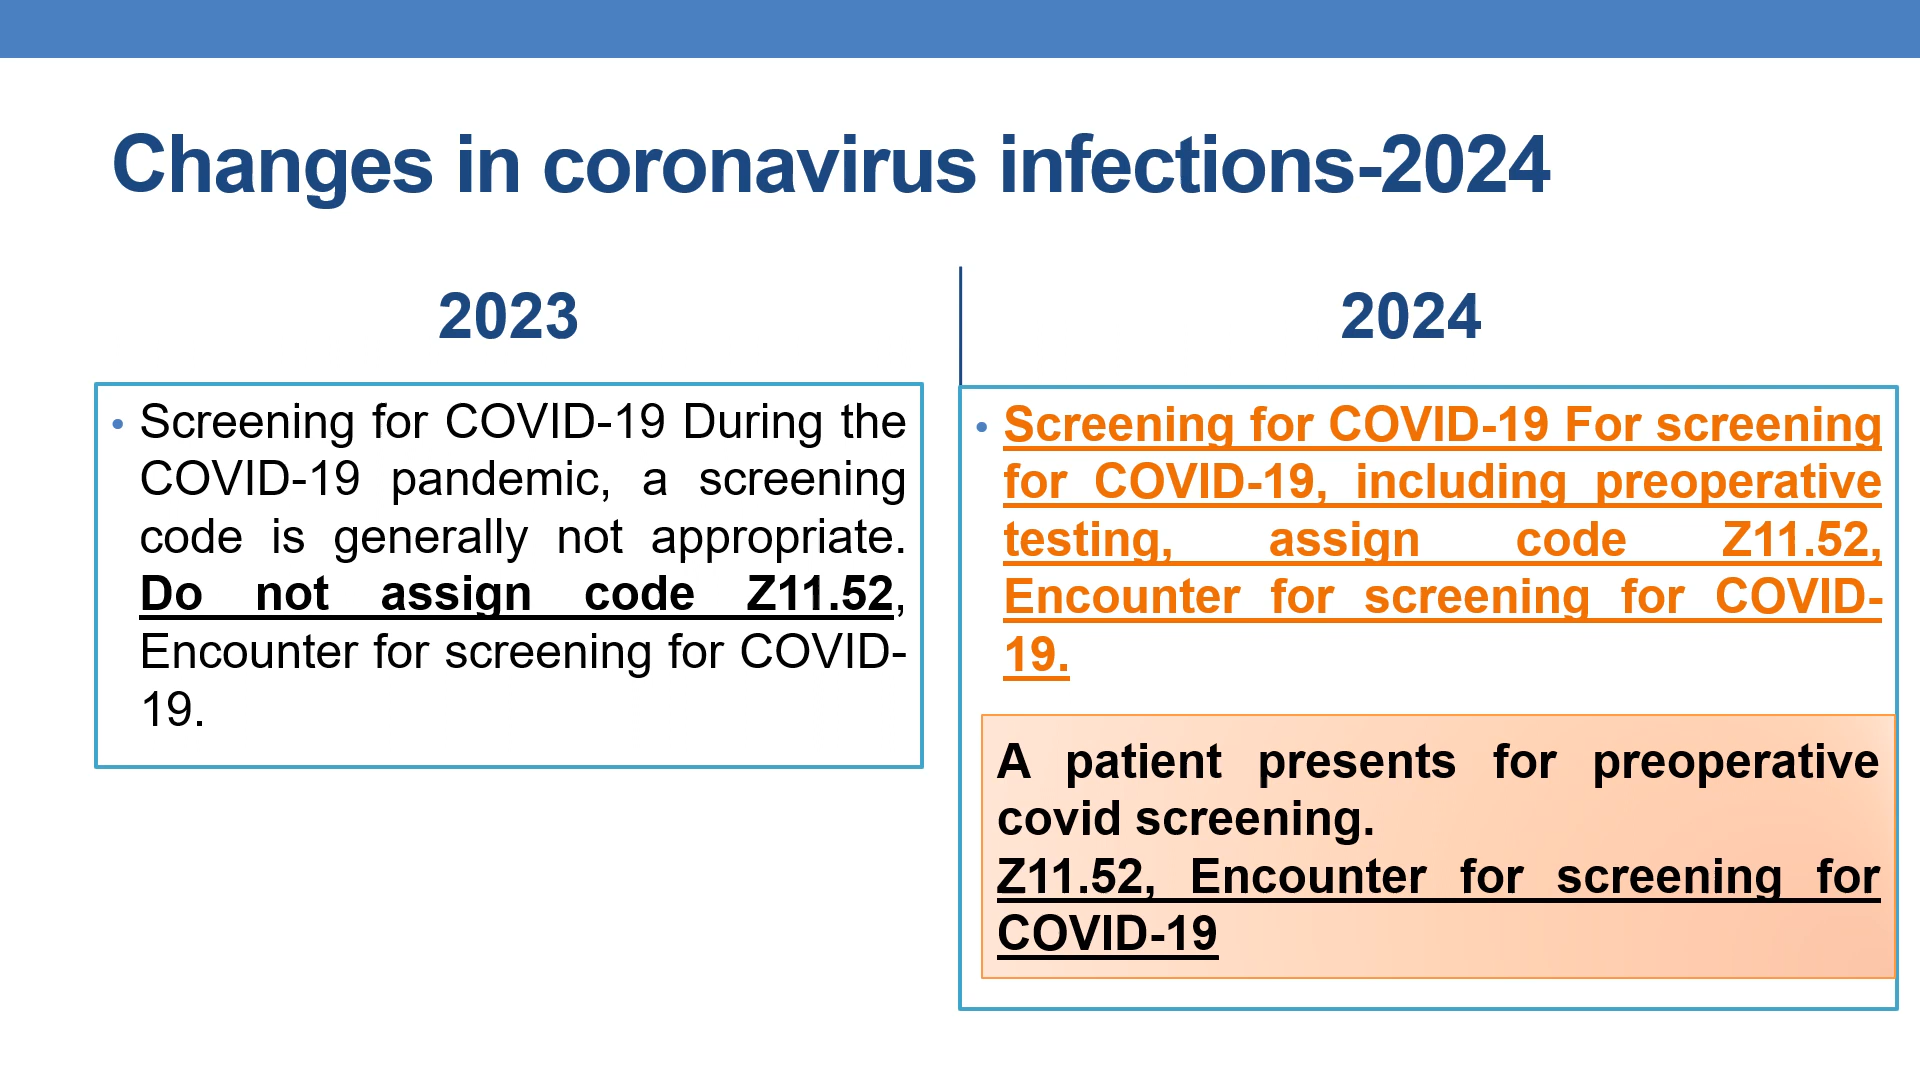 Changes in coronavirus infections-2024
2023
• Screening for COVID-19 During the
COVID-19 pandemic, a screening
code is generally not appropriate.
Do not assign code Z11.52,
Encounter for screening for COVID-
19.
2024
• Screening for COVID-19 For screening
for COVID-19, including preoperative
testing, assign code Z11.52,
Encounter for screening for COVID-
19.
A patient presents for preoperative
covid screening.
Z11.52, Encounter for screening for
COVID-19